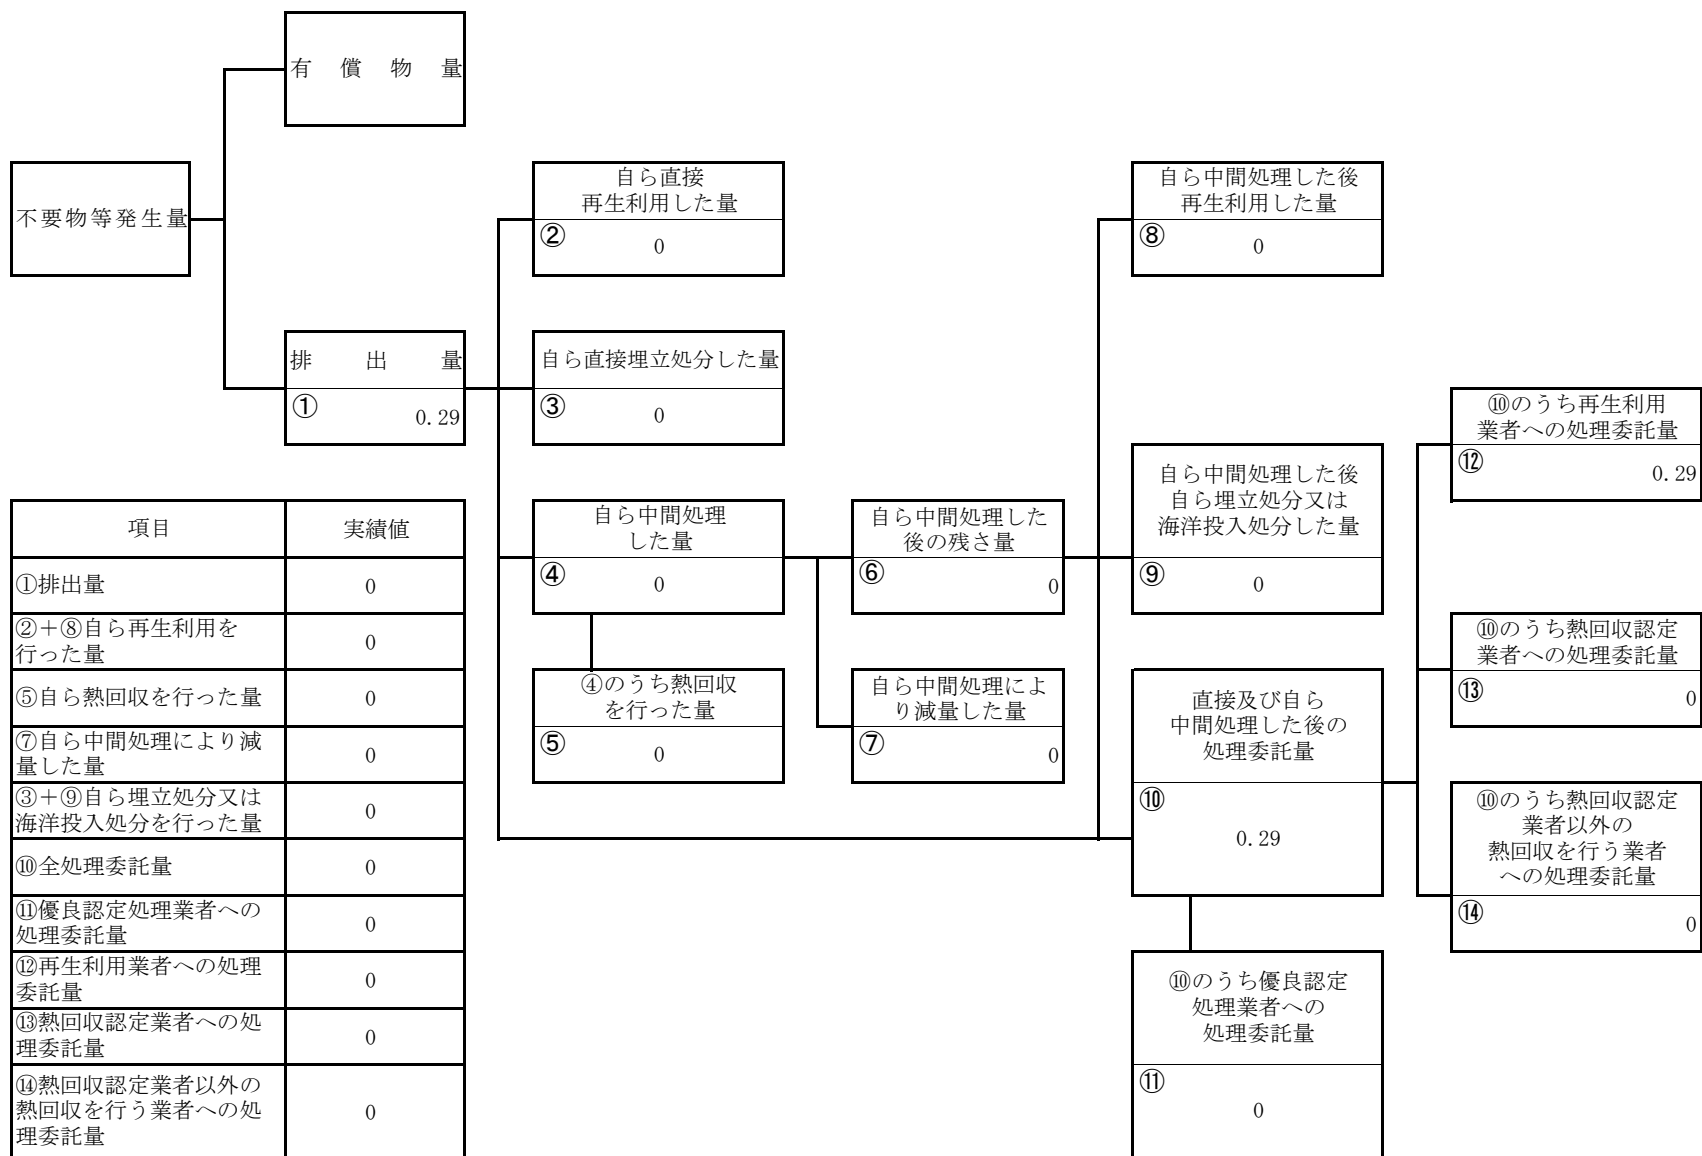 有償物量
不要物等発生量
排出量
①
0.29
自ら直接
再生利用した量
②
0
自ら直接埋立処分した量
③
0
自ら中間処理
した量
④
0
④のうち熱回収
を行った量
⑤
0
自ら中間処理した
後の残さ量
⑥
0
自ら中間処理によ
り減量した量
⑦
0
自ら中間処理した後
再生利用した量
⑧
0
自ら中間処理した後
自ら埋立処分又は
海洋投入処分した量
⑨
0
直接及び自ら
中間処理した後の
処理委託量
⑩
0.29
⑩のうち優良認定
処理業者への
処理委託量
⑪
0
⑩のうち再生利用
業者への処理委託量
⑫
0.29
⑩のうち熱回収認定
業者への処理委託量
⑬
0
⑩のうち熱回収認定
業者以外の
熱回収を行う業者
への処理委託量
⑭
0
項目 実績値
①排出量 0
②＋⑧自ら再生利用を
行った量 0
⑤自ら熱回収を行った量 0
⑦自ら中間処理により減
量した量 0
③＋⑨自ら埋立処分又は
海洋投入処分を行った量 0
⑩全処理委託量 0
⑪優良認定処理業者への
処理委託量 0
⑫再生利用業者への処理
委託量 0
⑬熱回収認定業者への処
理委託量 0
⑭熱回収認定業者以外の
熱回収を行う業者への処
理委託量 0